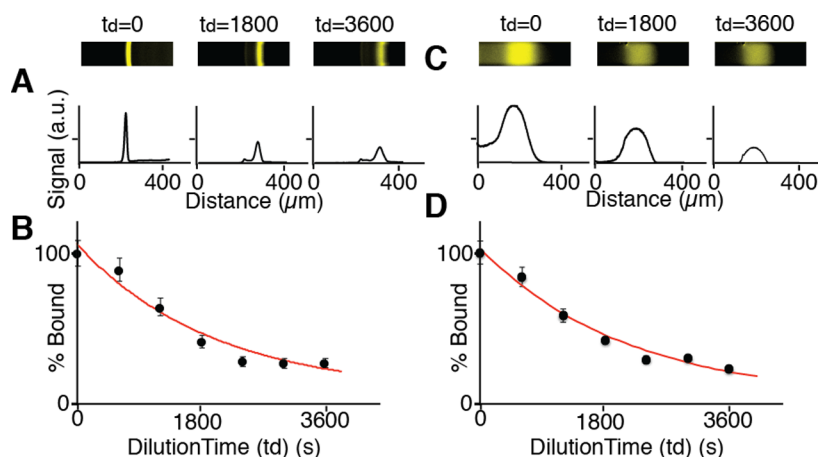 td=0 td=1800 td=3600
A
Signal (a.u.)
0 400 400 400
Distance (µm)
B
% Bound
100
0
0 1800 3600
DilutionTime (td) (s)
C
td=0 td=1800 td=3600
0 400 0 400 0 400
Distance (µm)
D
% Bound
100
0
0 1800 3600
DilutionTime (td) (s)